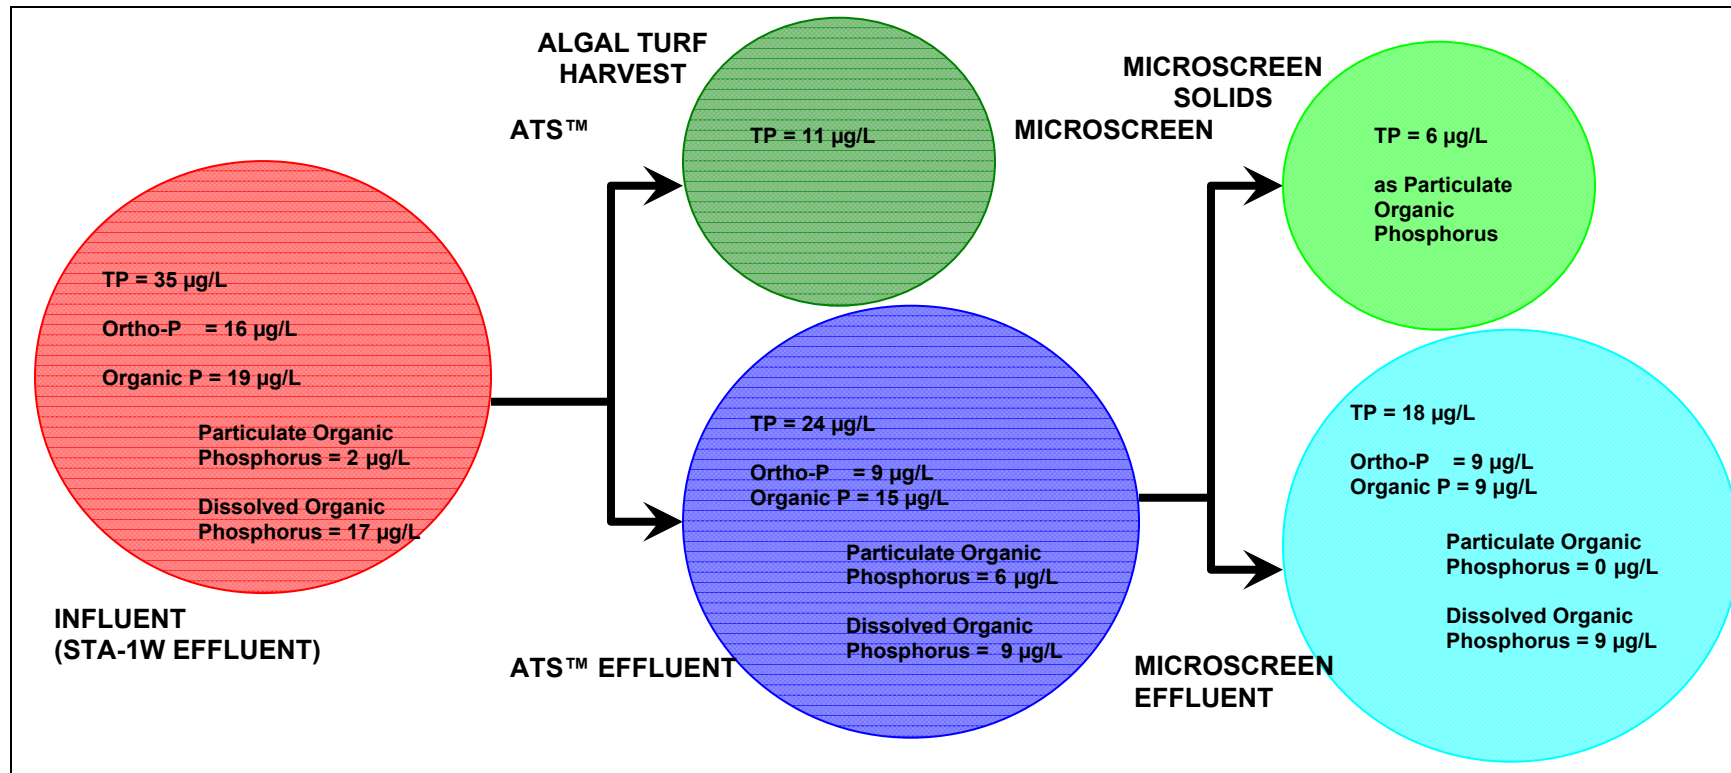 ALGAL TURF
HARVEST
ATS™
TP = 11 µg/L
MICROSCREEN
SOLIDS
MICROSCREEN
TP = 6 µg/L
as Particulate
Organic
Phosphorus
TP = 35 µg/L
Ortho-P = 16 µg/L
Organic P = 19 µg/L
Particulate Organic
Phosphorus = 2 µg/L
Dissolved Organic
Phosphorus = 17 µg/L
INFLUENT
(STA-1W EFFLUENT)
TP = 24 µg/L
Ortho-P = 9 µg/L
Organic P = 15 µg/L
Particulate Organic
Phosphorus = 6 µg/L
Dissolved Organic
Phosphorus = 9 µg/L
ATS™ EFFLUENT
TP = 18 µg/L
Ortho-P = 9 µg/L
Organic P = 9 µg/L
Particulate Organic
Phosphorus = 0 µg/L
Dissolved Organic
Phosphorus = 9 µg/L
MICROSCREEN
EFFLUENT